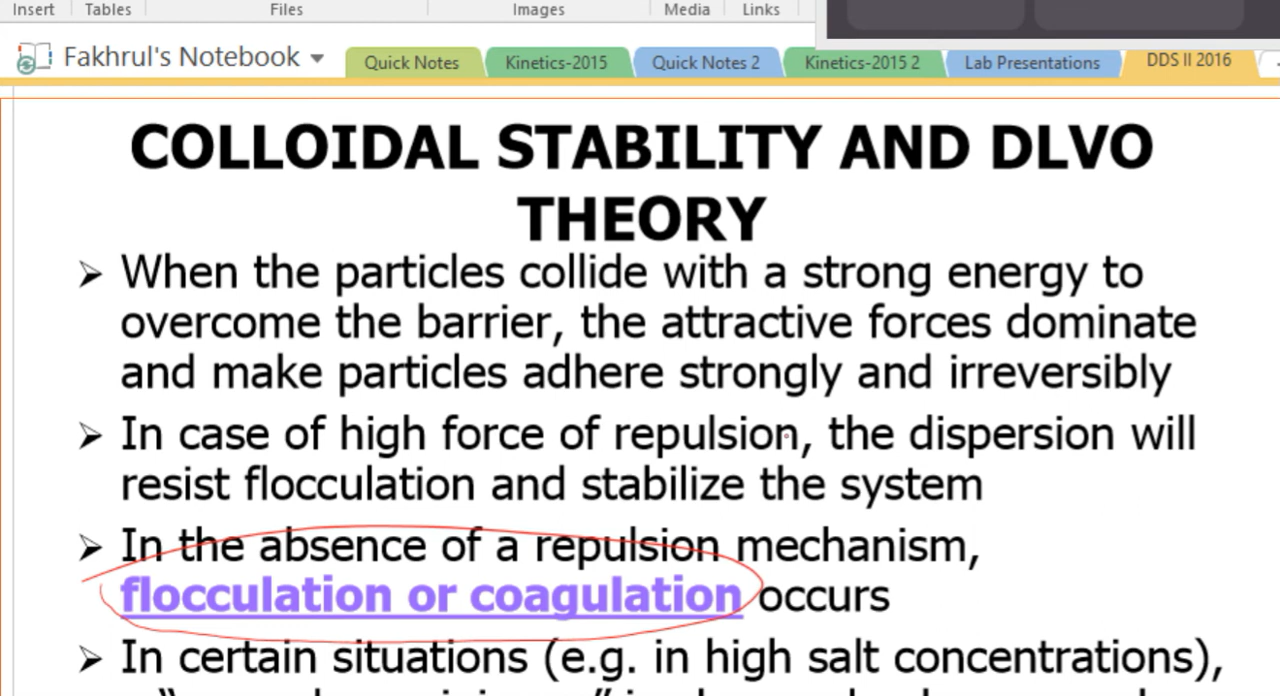 Insert Tables Files Images Media Links
Fakhrul's Notebook Quick Notes Kinetics-2015 Quick Notes 2 Kinetics-2015 2 Lab Presentations DDS II 2016
COLLOIDAL STABILITY AND DLVO
THEORY
➢ When the particles collide with a strong energy to
overcome the barrier, the attractive forces dominate
and make particles adhere strongly and irreversibly
➢ In case of high force of repulsion, the dispersion will
resist flocculation and stabilize the system
➢ In the absence of a repulsion mechanism,
flocculation or coagulation occurs
➢ In certain situations (e.g. in high salt concentrations),